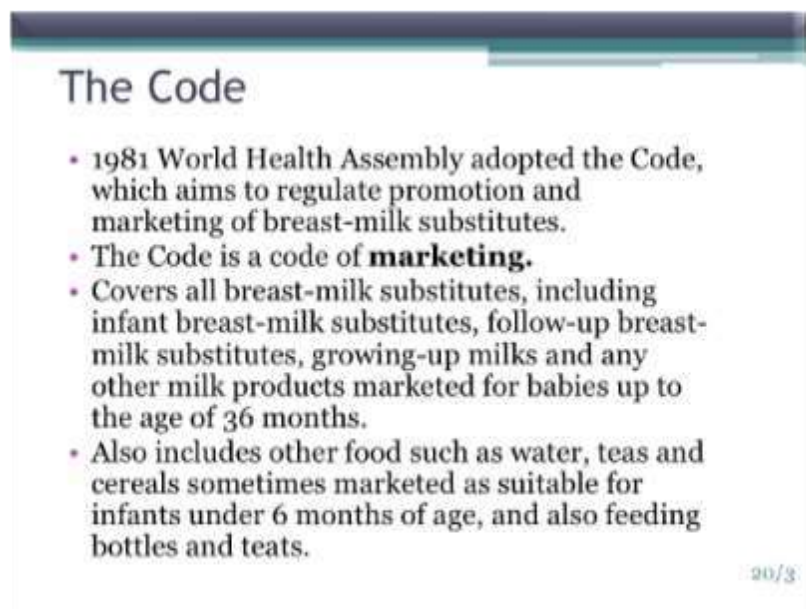 The Code
• 1981 World Health Assembly adopted the Code,
which aims to regulate promotion and
marketing of breast-milk substitutes.
• The Code is a code of marketing.
• Covers all breast-milk substitutes, including
infant breast-milk substitutes, follow-up breast-
milk substitutes, growing-up milks and any
other milk products marketed for babies up to
the age of 36 months.
• Also includes other food such as water, teas and
cereals sometimes marketed as suitable for
infants under 6 months of age, and also feeding
bottles and teats.
20/3